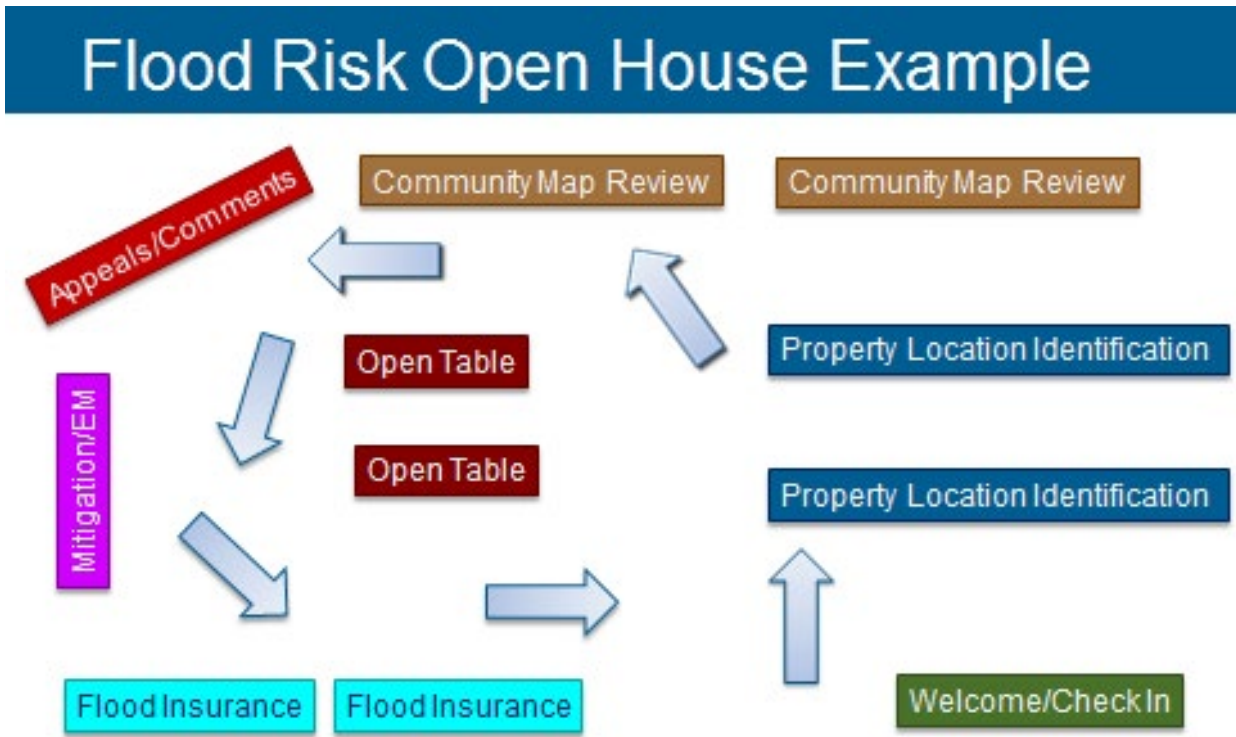 Flood Risk Open House Example
Appeals/Comments
Community Map Review
Community Map Review
Open Table
Property Location Identification
Mitigation/EM
Open Table
Property Location Identification
Flood Insurance
Flood Insurance
Welcome/Check In